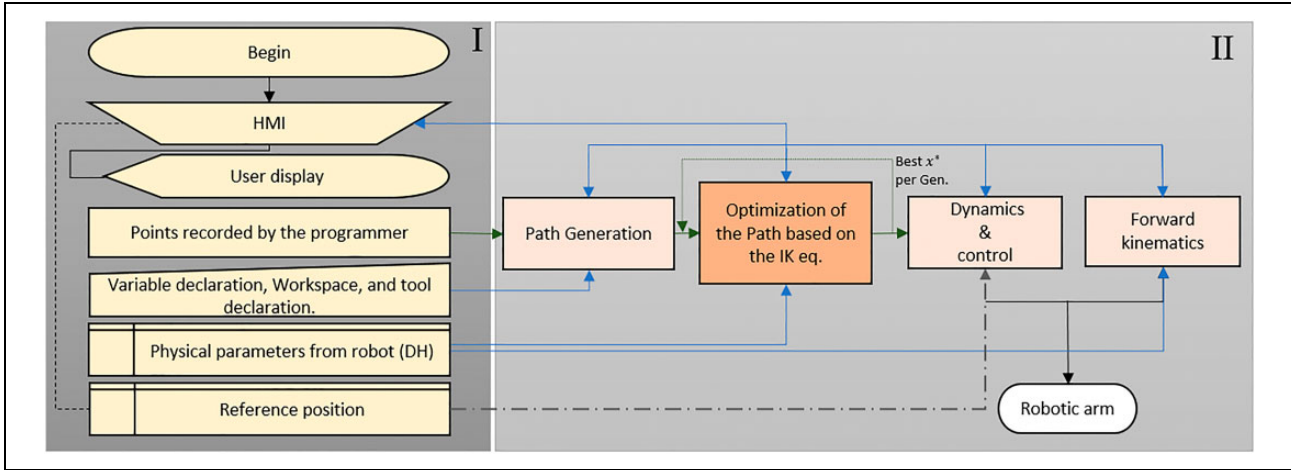 I
Begin
HMI
User display
Points recorded by the programmer
Variable declaration, Workspace, and tool
declaration.
Physical parameters from robot (DH)
Reference position
II
Path Generation
Optimization of
the Path based on
the IK eq.
Best x*
per Gen.
Dynamics
&
control
Forward
kinematics
Robotic arm